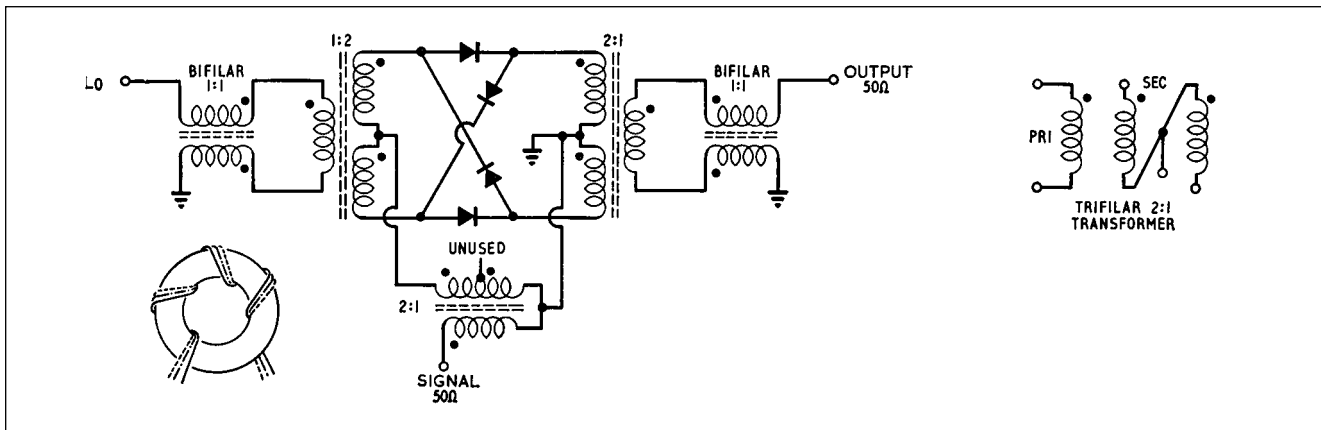 LO
BIFILAR
1:1
1:2
2:1
BIFILAR
1:1
OUTPUT
50Ω
UNUSED
2:1
SIGNAL
50Ω
PRI
SEC
TRIFILAR 2:1
TRANSFORMER